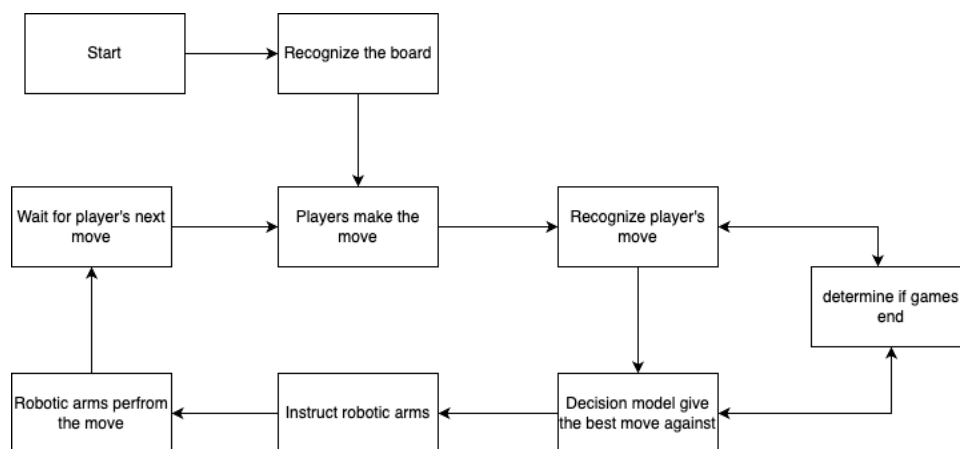 Start
Recognize the board
Wait for player's next
move
Players make the
move
Recognize player's
move
determine if games
end
Robotic arms perfrom
the move
Instruct robotic arms
Decision model give
the best move against